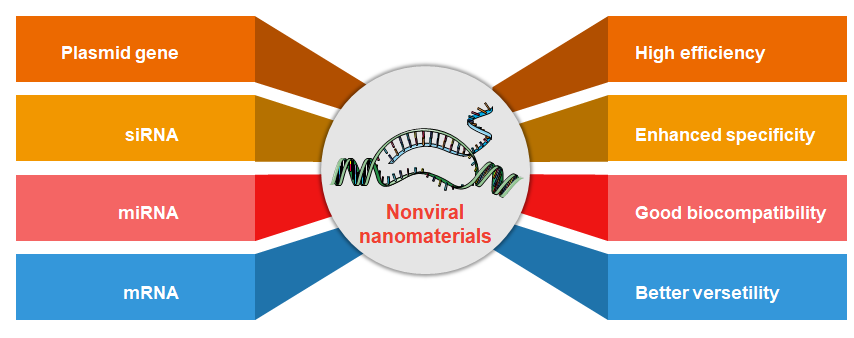 Plasmid gene
siRNA
miRNA
mRNA
Nonviral
nanomaterials
High efficiency
Enhanced specificity
Good biocompatibility
Better versetility